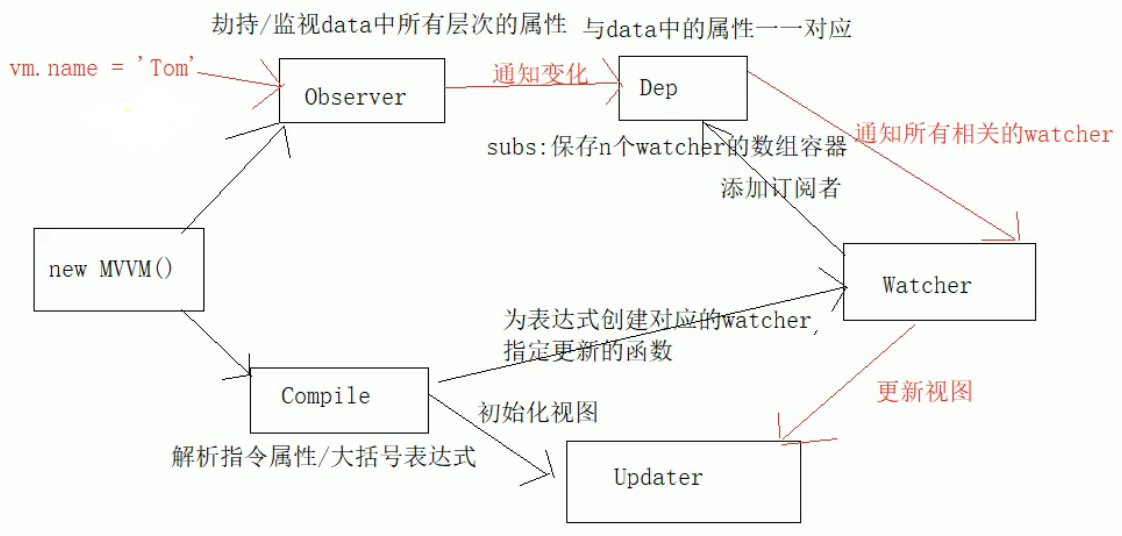 劫持/监视data中所有层次的属性
与data中的属性一一对应
vm.name = 'Tom'
Observer
通知变化
Dep
通知所有相关的watcher
subs:保存n个watcher的数组容器
添加订阅者
new MVVM()
Watcher
为表达式创建对应的watcher,
指定更新的函数
Compile
初始化视图
更新视图
解析指令属性/大括号表达式
Updater